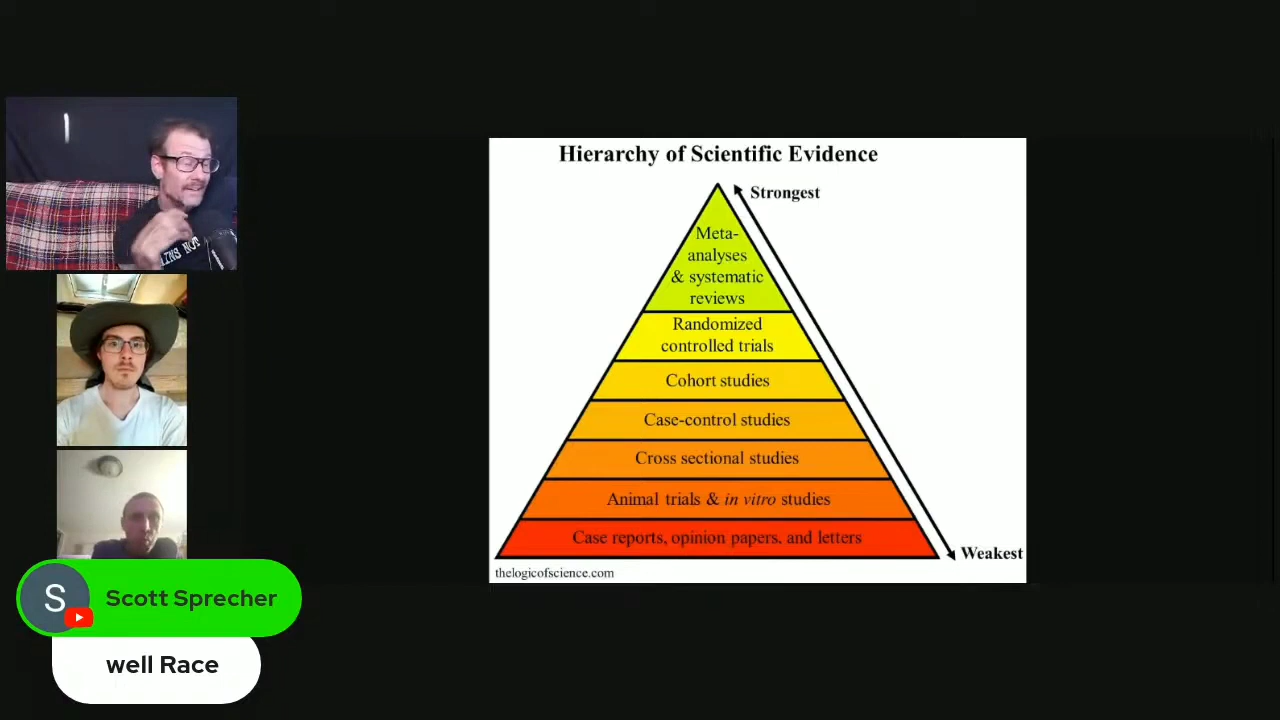 Hierarchy of Scientific Evidence
Strongest
Meta-
analyses
& systematic
reviews
Randomized
controlled trials
Cohort studies
Case-control studies
Cross sectional studies
Animal trials & in vitro studies
Case reports, opinion papers, and letters
Weakest
thelogicofscience.com
S
Scott Sprecher
well Race